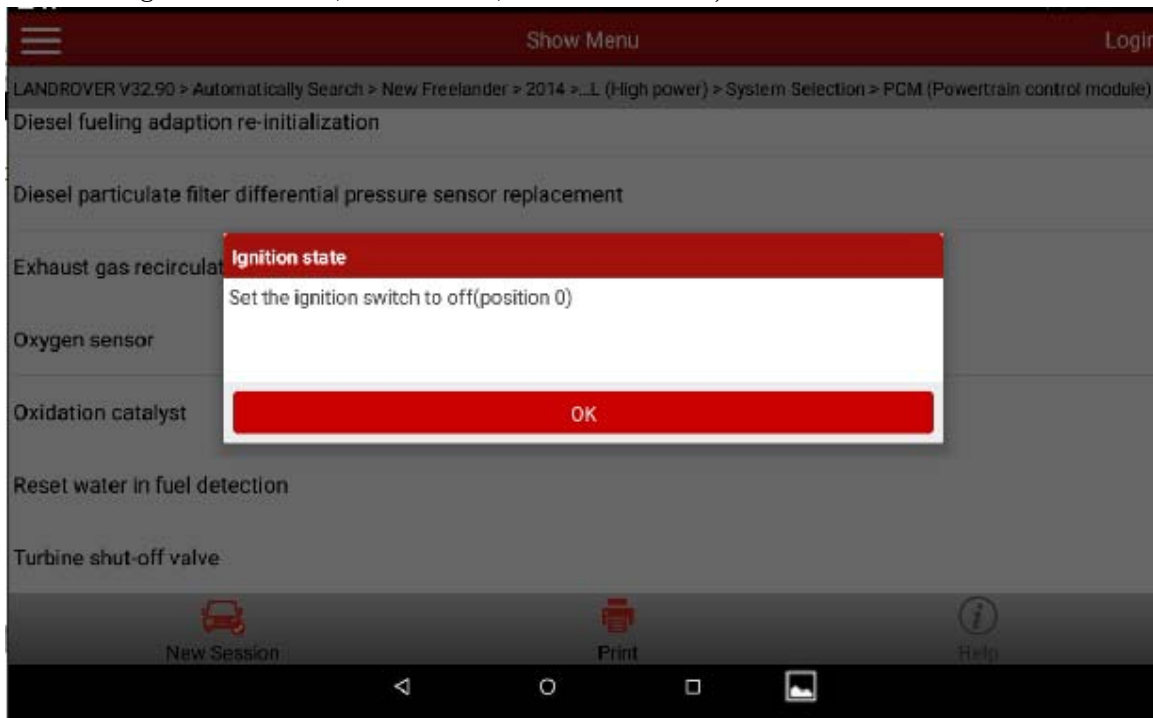 Show Menu
Login
LANDROVER V32.90 > Automatically Search > New Freelander > 2014 >...L (High power) > System Selection > PCM (Powertrain control module)
Diesel fueling adaption re-initialization
Diesel particulate filter differential pressure sensor replacement
Exhaust gas recirculat
Ignition state
Set the ignition switch to off(position 0)
Oxygen sensor
Oxidation catalyst
OK
Reset water in fuel detection
Turbine shut-off valve
New Session
Print
Help